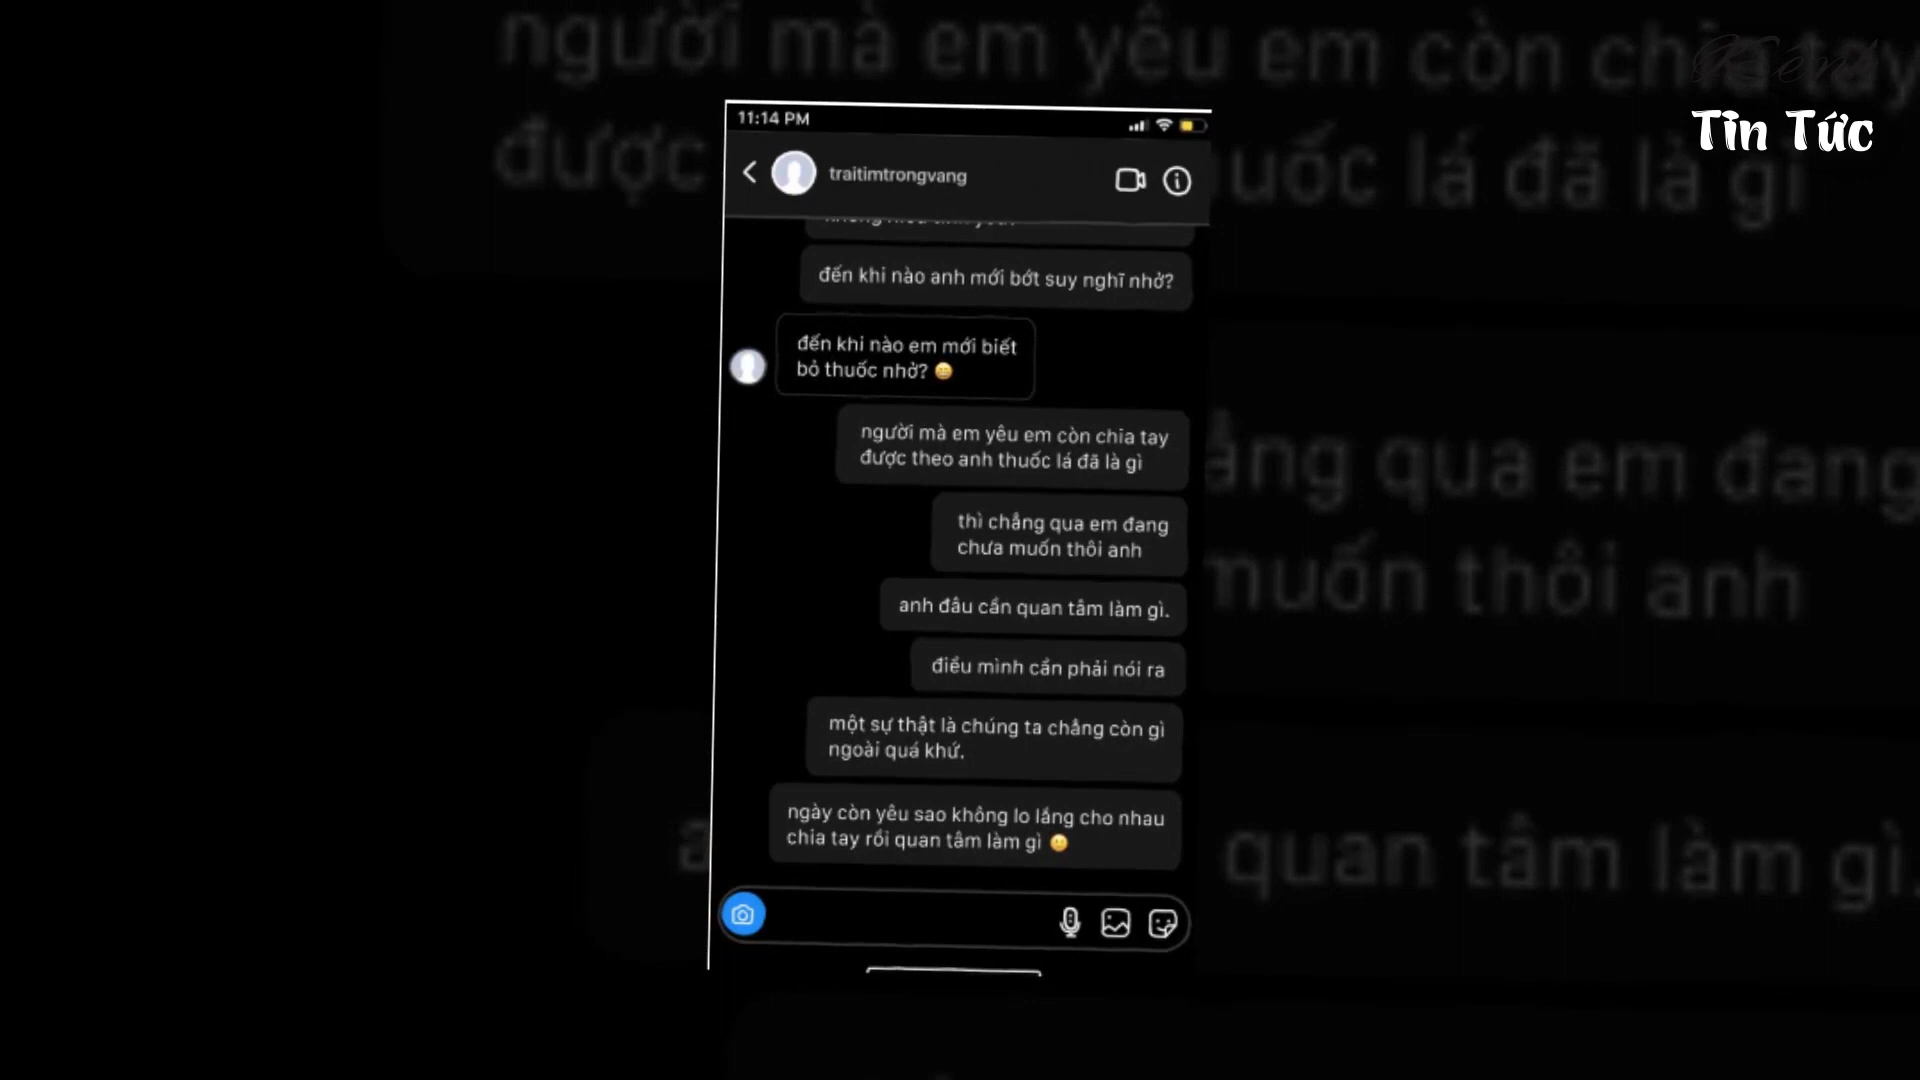 Kênh
Tin Tức
11:14 PM
traitimtrongvang
đến khi nào anh mới bớt suy nghĩ nhở?
đến khi nào em mới biết
bỏ thuốc nhở? 😄
người mà em yêu em còn chia tay
được theo anh thuốc lá đã là gì
thì chẳng qua em đang
chưa muốn thôi anh
anh đâu cần quan tâm làm gì.
điều mình cần phải nói ra
một sự thật là chúng ta chẳng còn gì
ngoài quá khứ.
ngày còn yêu sao không lo lắng cho nhau
chia tay rồi quan tâm làm gì 🙂
người mà em yêu em còn chia tay
được
thuốc lá đã là gì
chẳng qua em đang
muốn thôi anh
quan tâm làm gì.